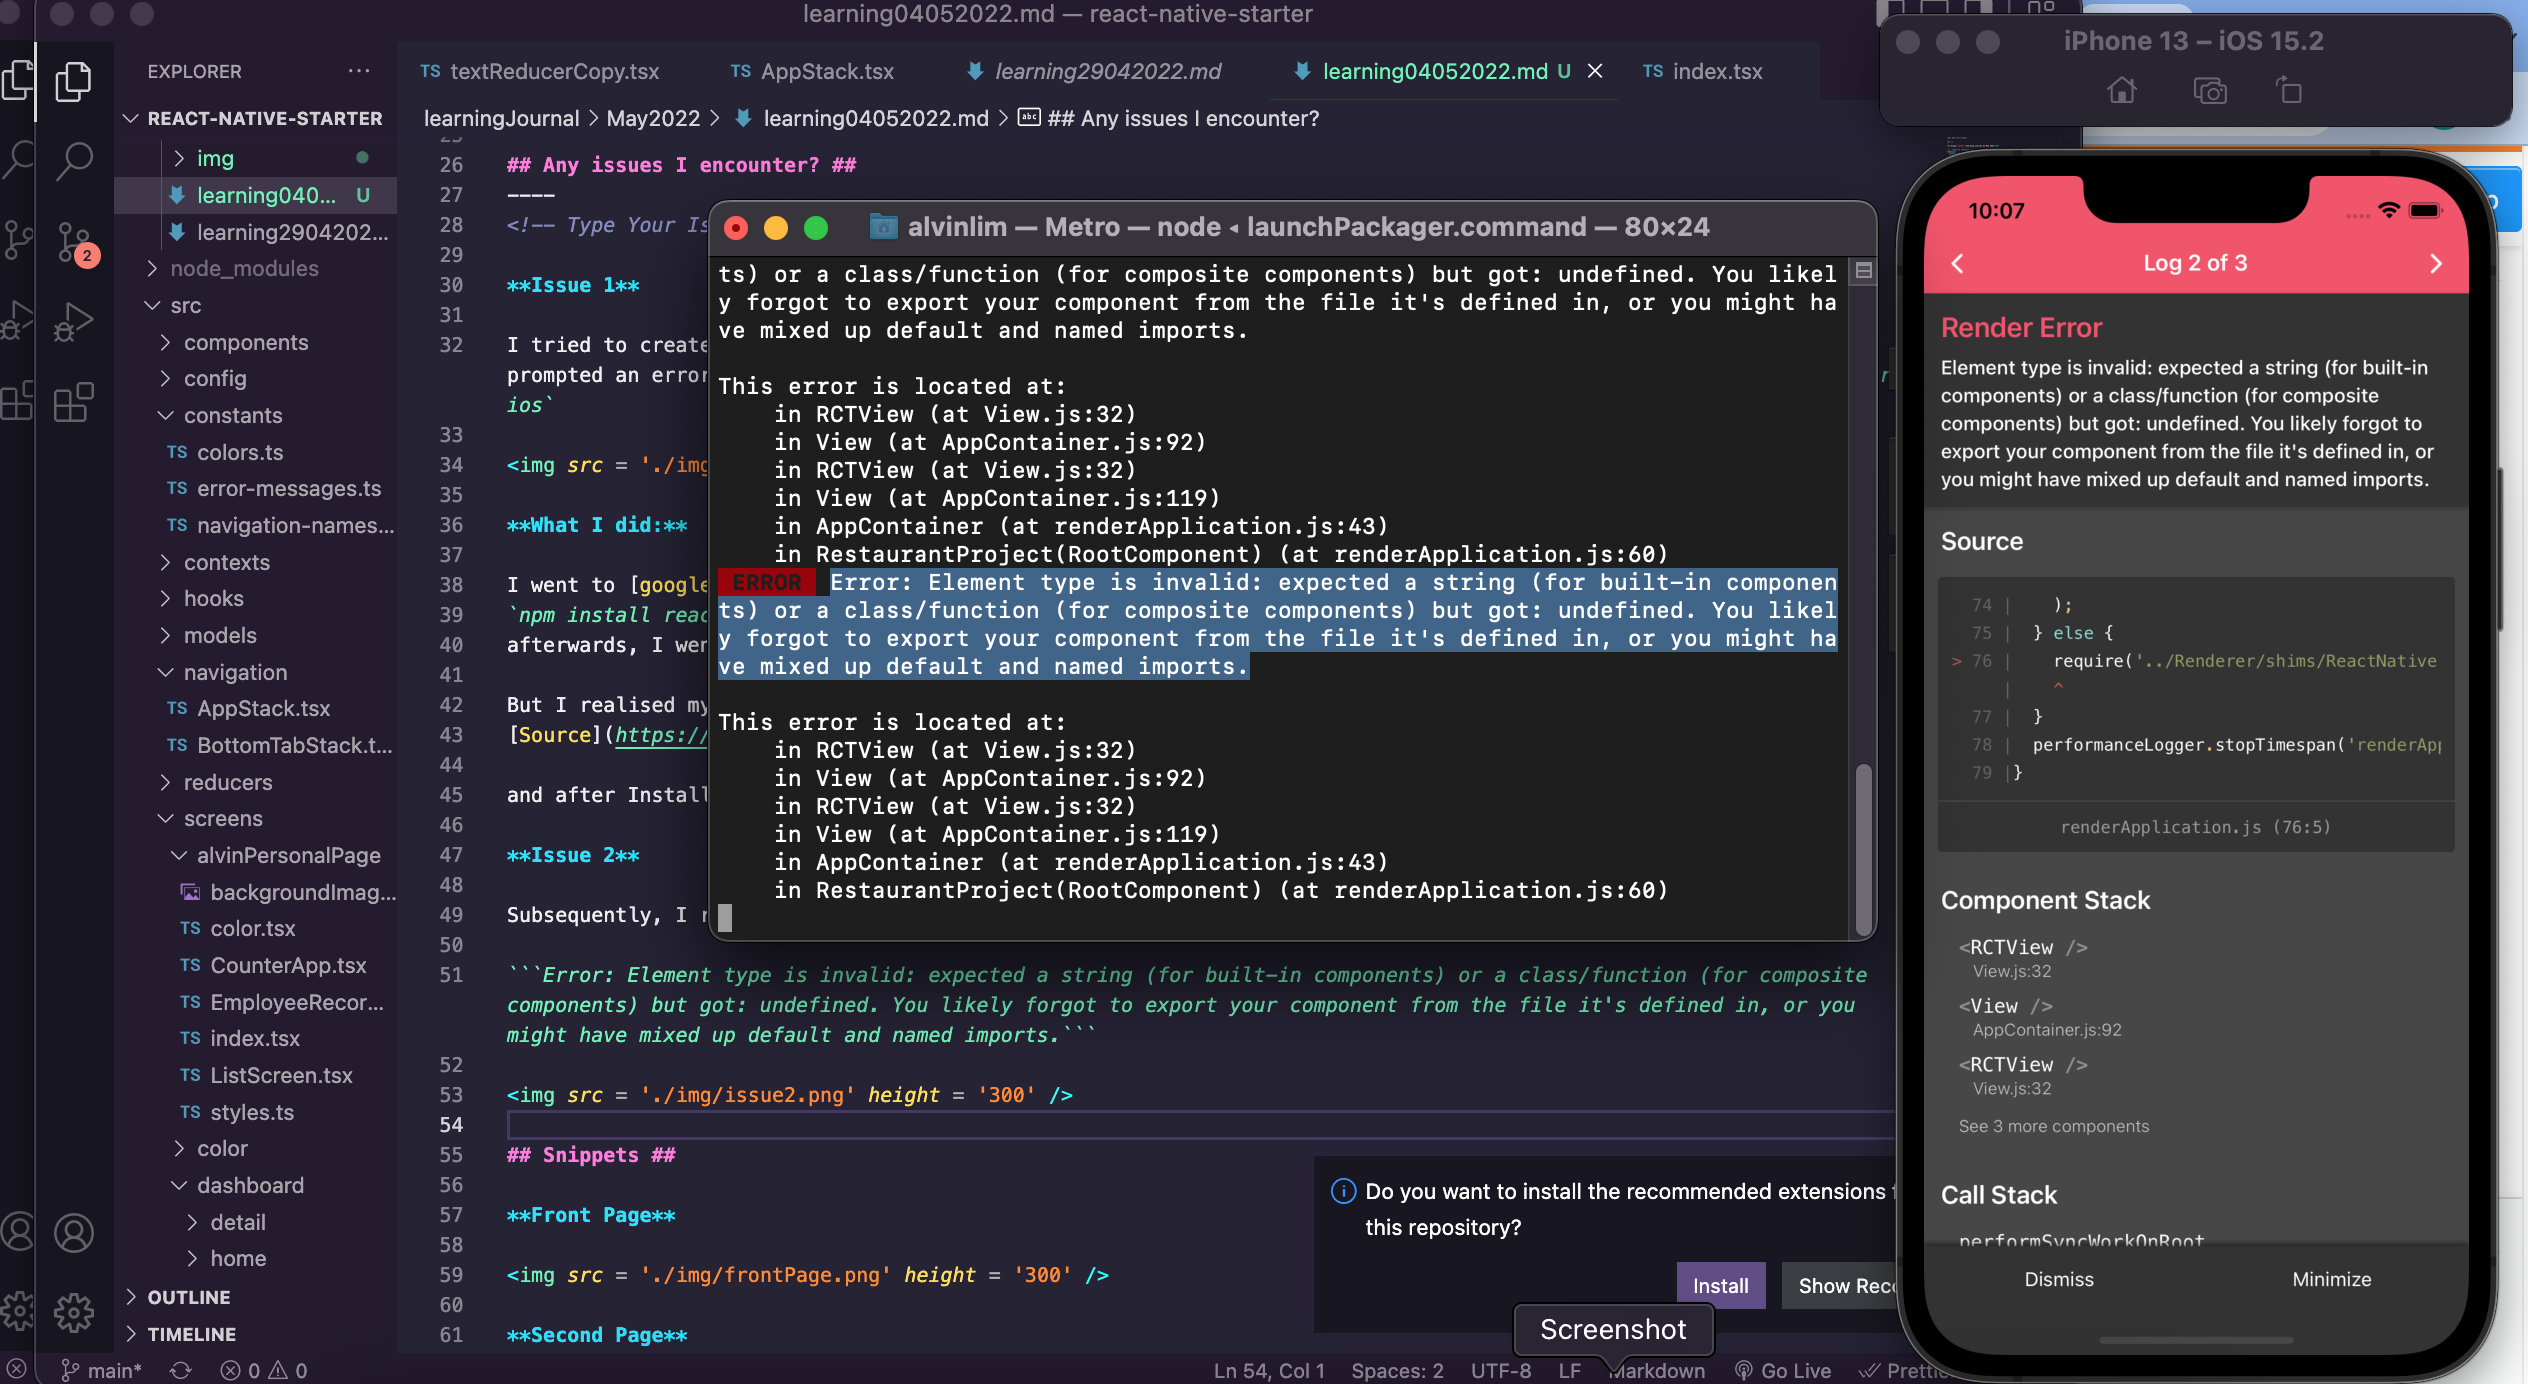 learning04052022.md — react-native-starter
EXPLORER
REACT-NATIVE-STARTER
img
learning040... U
learning2904202...
node_modules
src
components
config
constants
TS colors.ts
TS error-messages.ts
TS navigation-names...
contexts
hooks
models
navigation
TS AppStack.tsx
TS BottomTabStack.t...
reducers
screens
alvinPersonalPage
backgroundImag...
TS color.tsx
TS CounterApp.tsx
TS EmployeeRecor...
TS index.tsx
TS ListScreen.tsx
TS styles.ts
color
dashboard
detail
home
OUTLINE
TIMELINE
2
TS textReducerCopy.tsx
TS AppStack.tsx
learning29042022.md
learning04052022.md U
TS index.tsx
learningJournal > May2022 > learning04052022.md > ## Any issues I encounter?
25
26 ## Any issues I encounter? ##
27 ----
28 <!-- Type Your Is
29
30 **Issue 1**
31
32 I tried to create
prompted an error
ios`
33
34 <img src = './img
35
36 **What I did:**
37
38 I went to [google
39 `npm install reac
40 afterwards, I wer
41
42 But I realised my
43 [Source](https://
44
45 and after Install
46
47 **Issue 2**
48
49 Subsequently, I r
50
51 ```Error: Element type is invalid: expected a string (for built-in components) or a class/function (for composite
components) but got: undefined. You likely forgot to export your component from the file it's defined in, or you
might have mixed up default and named imports.```
52
53 <img src = './img/issue2.png' height = '300' />
54
55 ## Snippets ##
56
57 **Front Page**
58
59 <img src = './img/frontPage.png' height = '300' />
60
61 **Second Page**
alvinlim — Metro — node ◂ launchPackager.command — 80×24
ts) or a class/function (for composite components) but got: undefined. You likel
y forgot to export your component from the file it's defined in, or you might ha
ve mixed up default and named imports.
This error is located at:
in RCTView (at View.js:32)
in View (at AppContainer.js:92)
in RCTView (at View.js:32)
in View (at AppContainer.js:119)
in AppContainer (at renderApplication.js:43)
in RestaurantProject(RootComponent) (at renderApplication.js:60)
ERROR Error: Element type is invalid: expected a string (for built-in componen
ts) or a class/function (for composite components) but got: undefined. You likel
y forgot to export your component from the file it's defined in, or you might ha
ve mixed up default and named imports.
This error is located at:
in RCTView (at View.js:32)
in View (at AppContainer.js:92)
in RCTView (at View.js:32)
in View (at AppContainer.js:119)
in AppContainer (at renderApplication.js:43)
in RestaurantProject(RootComponent) (at renderApplication.js:60)
Do you want to install the recommended extensions
this repository?
Install
Show Reco
Screenshot
main*
0 0
Ln 54, Col 1
Spaces: 2
UTF-8
LF
Markdown
Go Live
Prettie
iPhone 13 – iOS 15.2
10:07
Log 2 of 3
Render Error
Element type is invalid: expected a string (for built-in
components) or a class/function (for composite
components) but got: undefined. You likely forgot to
export your component from the file it's defined in, or
you might have mixed up default and named imports.
Source
74 | );
75 | } else {
> 76 | require('../Renderer/shims/ReactNative
| ^
77 | }
78 | performanceLogger.stopTimespan('renderApp
79 |}
renderApplication.js (76:5)
Component Stack
<RCTView />
View.js:32
<View />
AppContainer.js:92
<RCTView />
View.js:32
See 3 more components
Call Stack
performSyncWorkOnRoot
Dismiss
Minimize